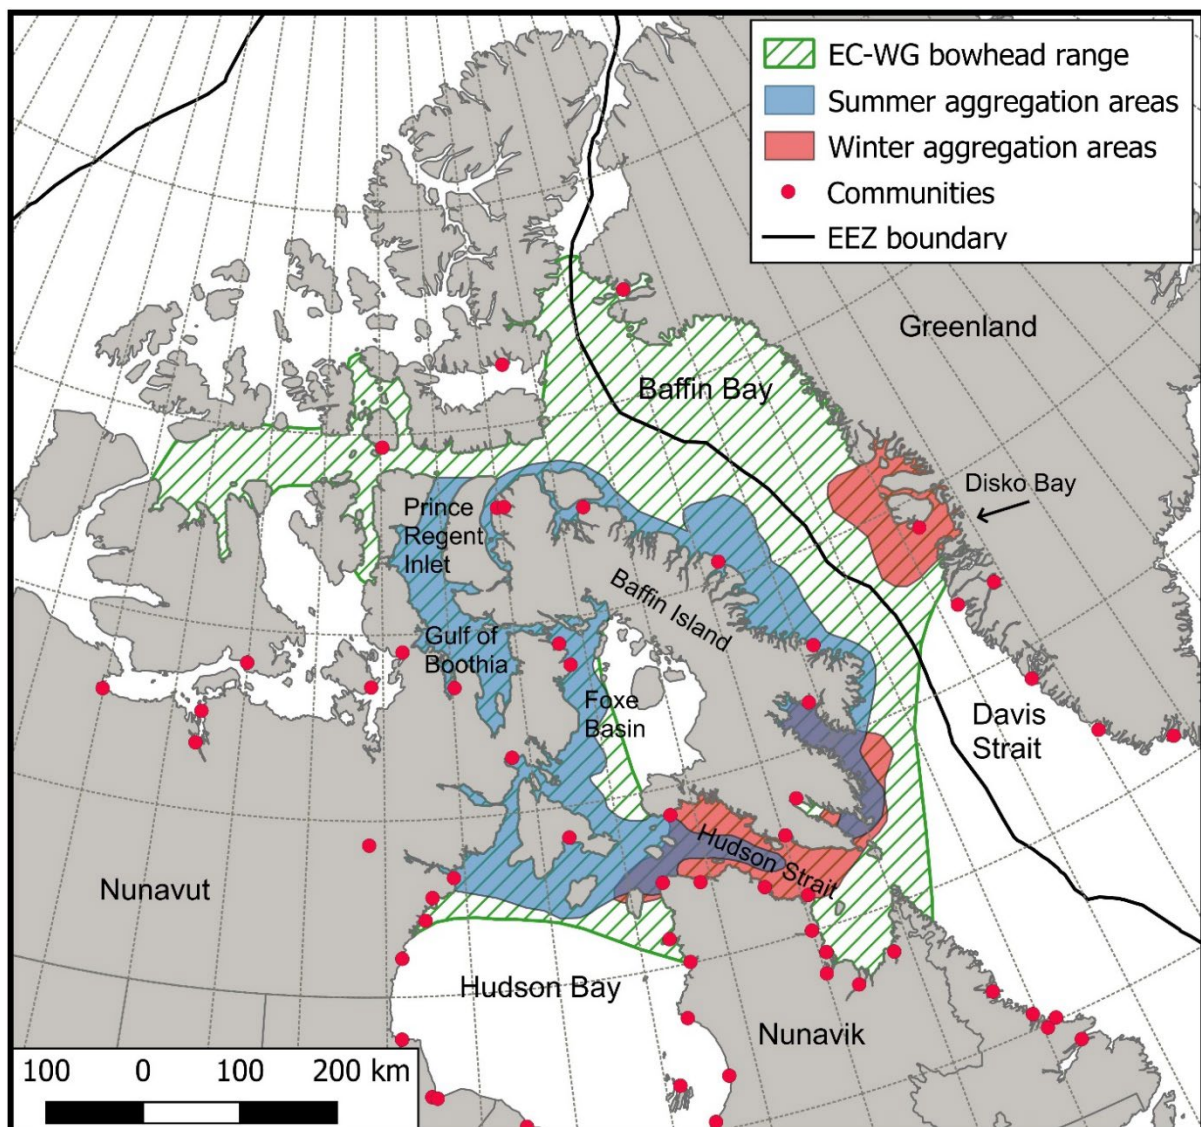 EC-WG bowhead range
Summer aggregation areas
Winter aggregation areas
Communities
EEZ boundary
Greenland
Baffin Bay
Disko Bay
Prince
Regent
Inlet
Baffin Island
Gulf of
Boothia
Foxe
Basin
Davis
Strait
Hudson Strait
Nunavut
Hudson Bay
Nunavik
100 0 100 200 km